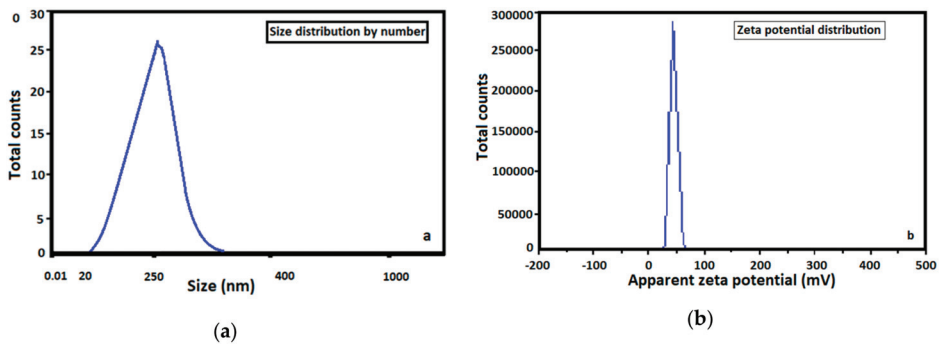 0 30
Size distribution by number
25
20
15
10
5
0
Total counts
a
0.01 20 250 400 1000
Size (nm)
(a)
300000
Zeta potential distribution
250000
200000
150000
100000
50000
0
Total counts
b
-200 -100 0 100 200 300 400 500
Apparent zeta potential (mV)
(b)